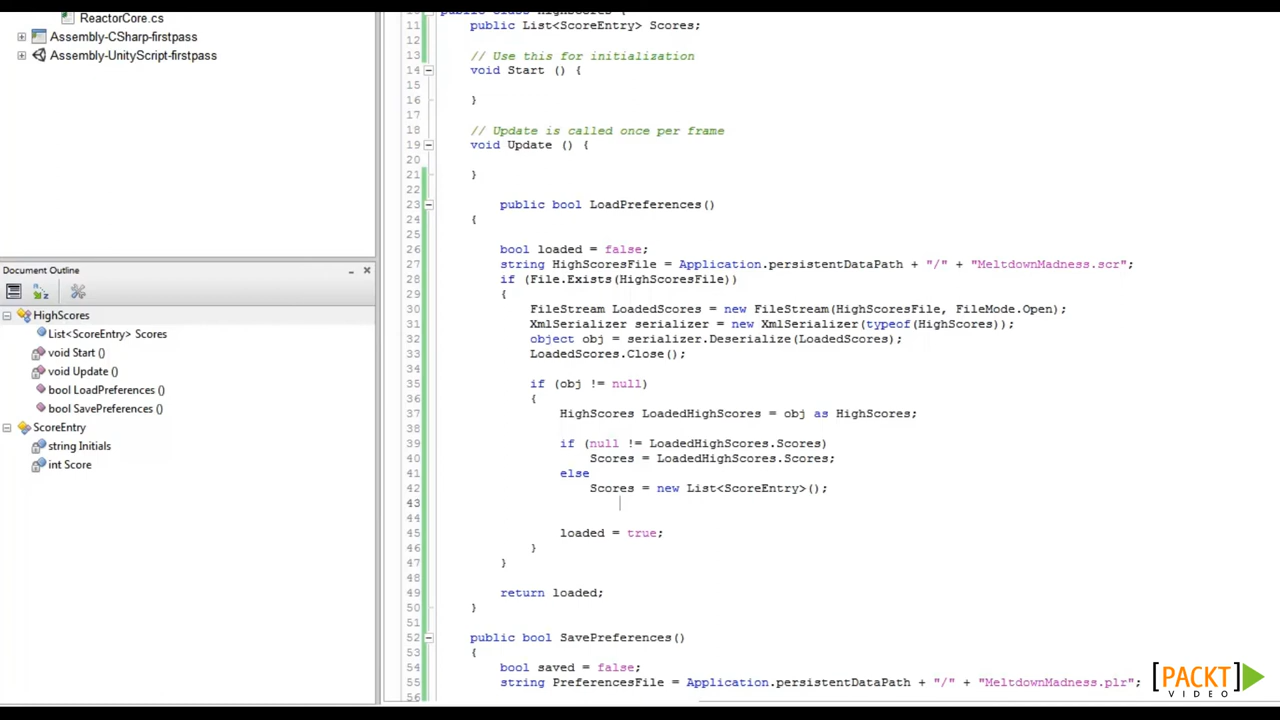 ReactorCore.cs
Assembly-CSharp-firstpass
Assembly-UnityScript-firstpass
Document Outline
HighScores
List<ScoreEntry> Scores
void Start ()
void Update ()
bool LoadPreferences ()
bool SavePreferences ()
ScoreEntry
string Initials
int Score
11 public List<ScoreEntry> Scores;
12
13 // Use this for initialization
14 void Start () {
15
16 }
17
18 // Update is called once per frame
19 void Update () {
20
21 }
22
23 public bool LoadPreferences()
24 {
25
26 bool loaded = false;
27 string HighScoresFile = Application.persistentDataPath + "/" + "MeltdownMadness.scr";
28 if (File.Exists(HighScoresFile))
29 {
30 FileStream LoadedScores = new FileStream(HighScoresFile, FileMode.Open);
31 XmlSerializer serializer = new XmlSerializer(typeof(HighScores));
32 object obj = serializer.Deserialize(LoadedScores);
33 LoadedScores.Close();
34
35 if (obj != null)
36 {
37 HighScores LoadedHighScores = obj as HighScores;
38
39 if (null != LoadedHighScores.Scores)
40 Scores = LoadedHighScores.Scores;
41 else
42 Scores = new List<ScoreEntry>();
43
44
45 loaded = true;
46 }
47 }
48
49 return loaded;
50 }
51
52 public bool SavePreferences()
53 {
54 bool saved = false;
55 string PreferencesFile = Application.persistentDataPath + "/" + "MeltdownMadness.plr";
56
[PACKT]
VIDEO